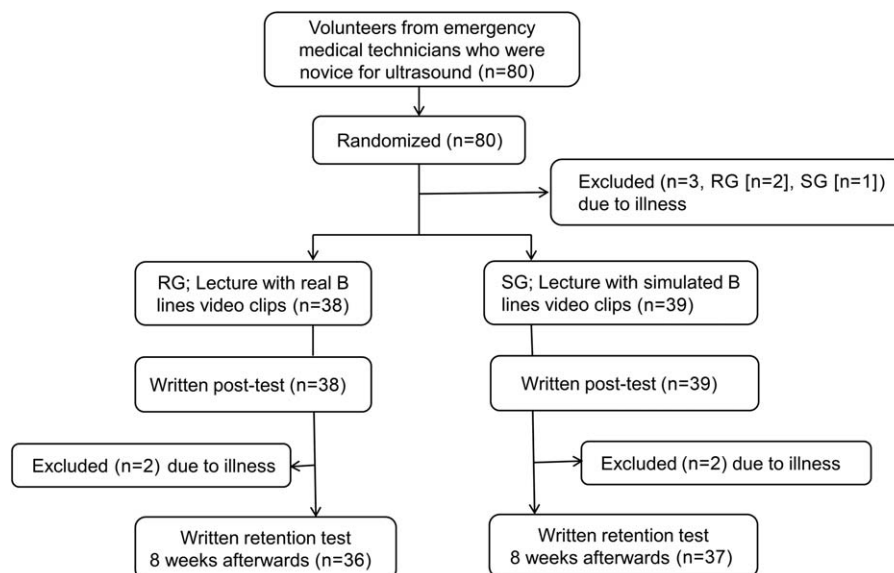 Volunteers from emergency
medical technicians who were
novice for ultrasound (n=80)
Randomized (n=80)
Excluded (n=3, RG [n=2], SG [n=1])
due to illness
RG; Lecture with real B
lines video clips (n=38)
SG; Lecture with simulated B
lines video clips (n=39)
Written post-test (n=38)
Written post-test (n=39)
Excluded (n=2) due to illness
Excluded (n=2) due to illness
Written retention test
8 weeks afterwards (n=36)
Written retention test
8 weeks afterwards (n=37)